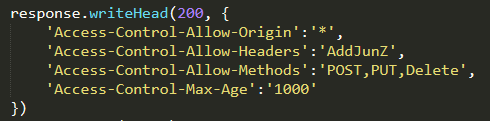 response.writeHead(200, {
'Access-Control-Allow-Origin':'*',
'Access-Control-Allow-Headers':'AddJunZ',
'Access-Control-Allow-Methods':'POST,PUT,Delete',
'Access-Control-Max-Age':'1000'
})